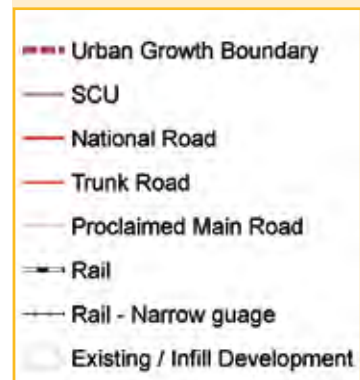 Urban Growth Boundary
SCU
National Road
Trunk Road
Proclaimed Main Road
Rail
Rail - Narrow guage
Existing / Infill Development